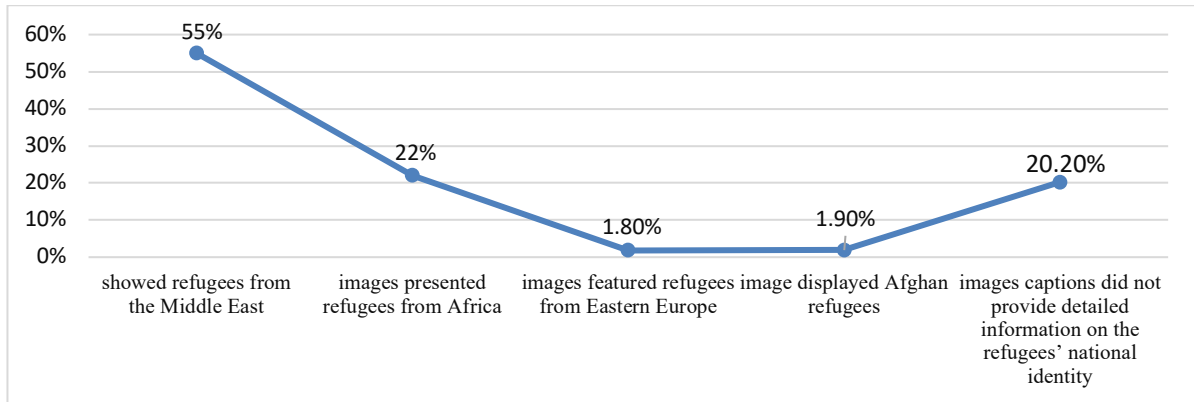 60%
50%
40%
30%
20%
10%
0%
55%
22%
1.80%
1.90%
20.20%
showed refugees from
the Middle East
images presented
refugees from Africa
images featured refugees
from Eastern Europe
image displayed Afghan
refugees
images captions did not
provide detailed
information on the
refugees’ national
identity